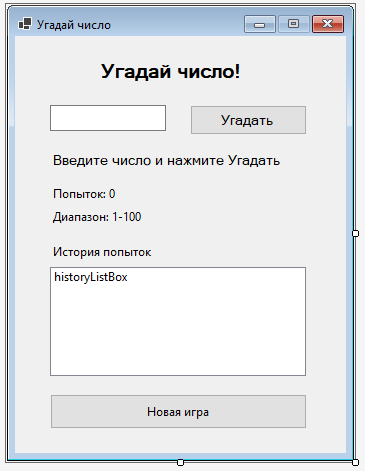 Угадай число
Угадай число!
Угадать
Введите число и нажмите Угадать
Попыток: 0
Диапазон: 1-100
История попыток
historyListBox
Новая игра